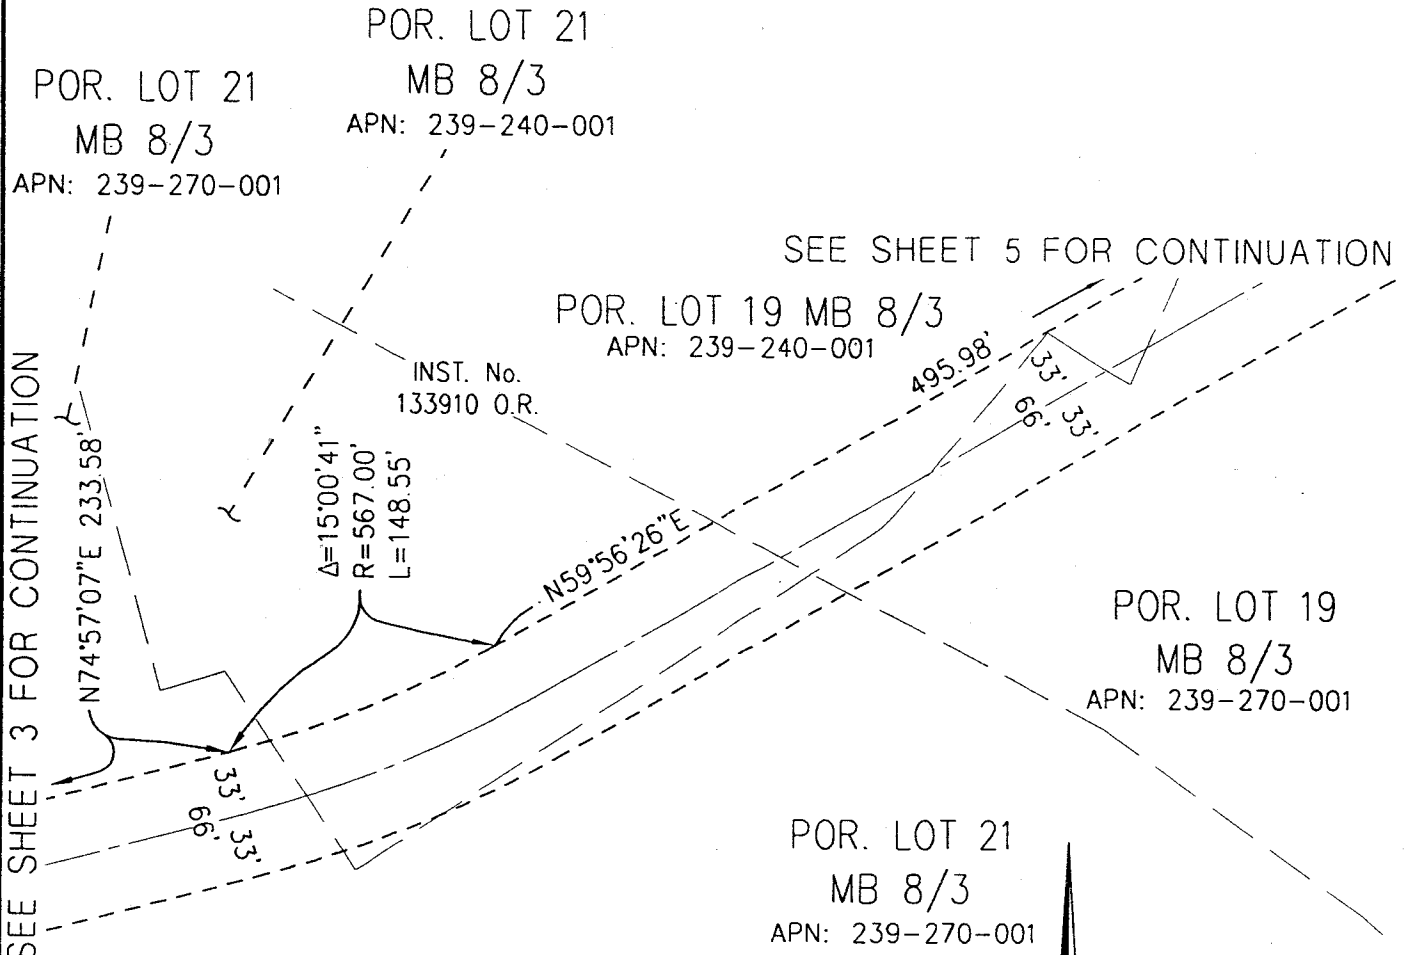 POR. LOT 21
MB 8/3
APN: 239-240-001
POR. LOT 21
MB 8/3
APN: 239-270-001
SEE SHEET 5 FOR CONTINUATION
POR. LOT 19 MB 8/3
APN: 239-240-001
INST. No.
133910 O.R.
495.98'
33'
33'
66'
SEE SHEET 3 FOR CONTINUATION
N74°57'07"E 233.58'
Δ=15°00'41"
R=567.00'
L=148.55'
N59°56'26"E
POR. LOT 19
MB 8/3
APN: 239-270-001
33'
33'
66'
POR. LOT 21
MB 8/3
APN: 239-270-001